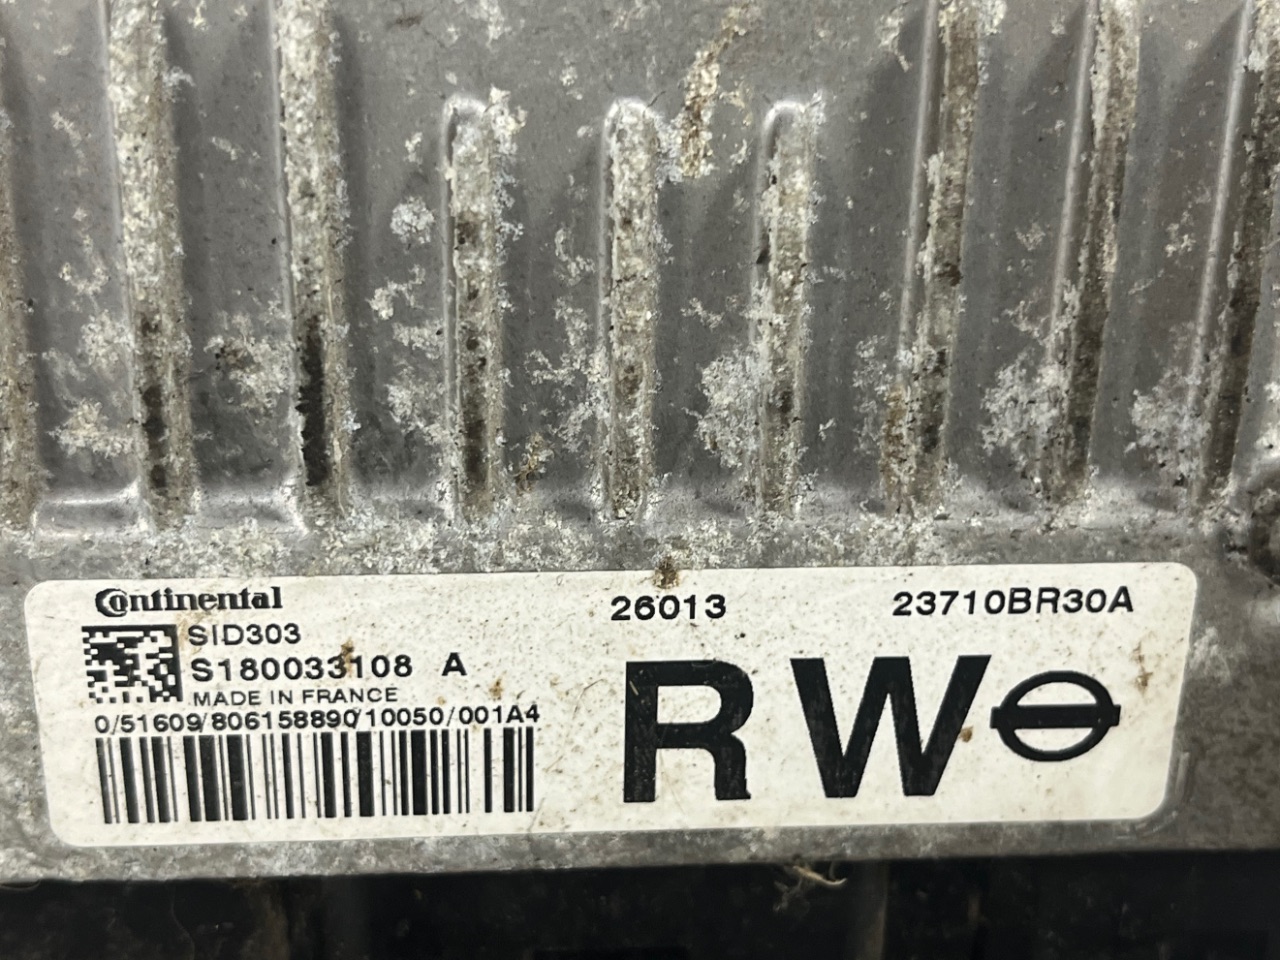 Continental
SID303
S180033108 A
MADE IN FRANCE
0/51609/806158890/10050/001A4
26013
23710BR30A
RW